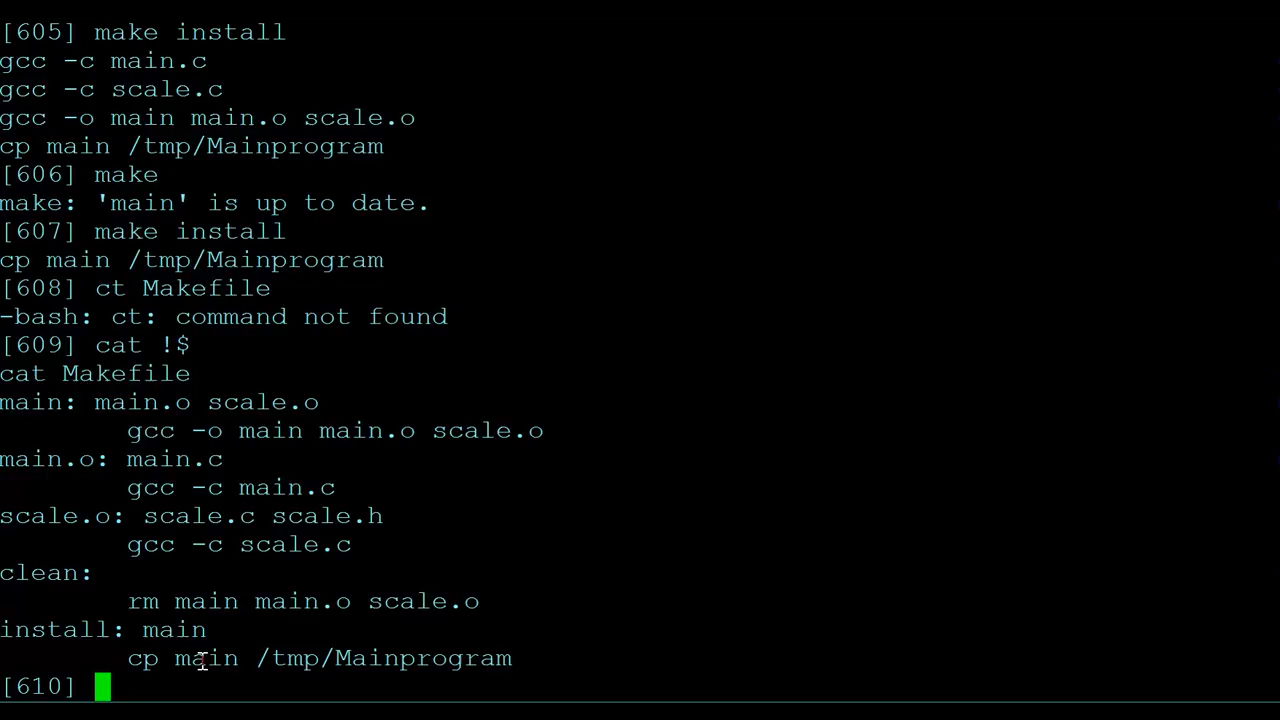 [605] make install
gcc -c main.c
gcc -c scale.c
gcc -o main main.o scale.o
cp main /tmp/Mainprogram
[606] make
make: 'main' is up to date.
[607] make install
cp main /tmp/Mainprogram
[608] ct Makefile
-bash: ct: command not found
[609] cat !$
cat Makefile
main: main.o scale.o
        gcc -o main main.o scale.o
main.o: main.c
        gcc -c main.c
scale.o: scale.c scale.h
        gcc -c scale.c
clean:
        rm main main.o scale.o
install: main
        cp main /tmp/Mainprogram
[610]